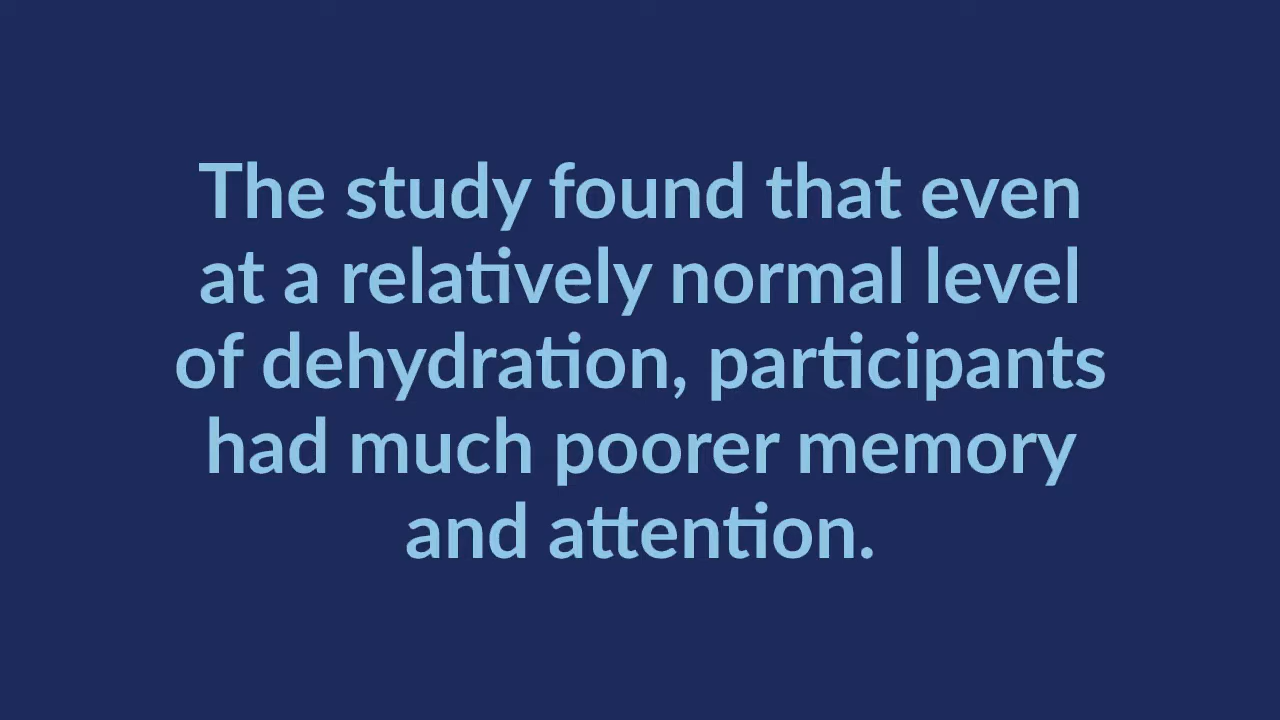 The study found that even
at a relatively normal level
of dehydration, participants
had much poorer memory
and attention.